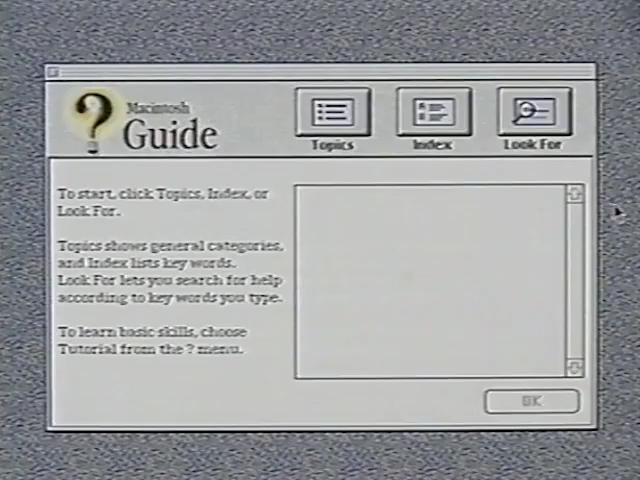 Macintosh
Guide
Topics
Index
Look For
To start, click Topics, Index, or
Look For.
Topics shows general categories,
and Index lists key words.
Look For lets you search for help
according to key words you type.
To learn basic skills, choose
Tutorial from the ? menu.
OK